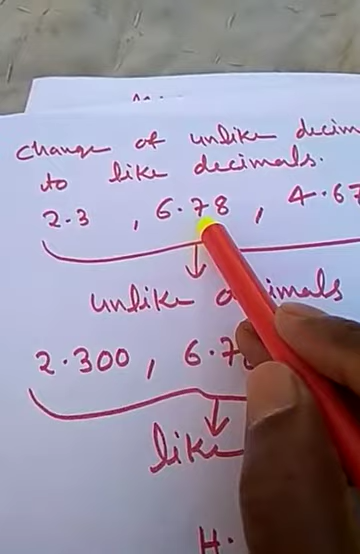 change of unlike decim
to like decimals.
2.3 , 6.78 , 4.67
unlike decimals
2.300 , 6.7
like
H.